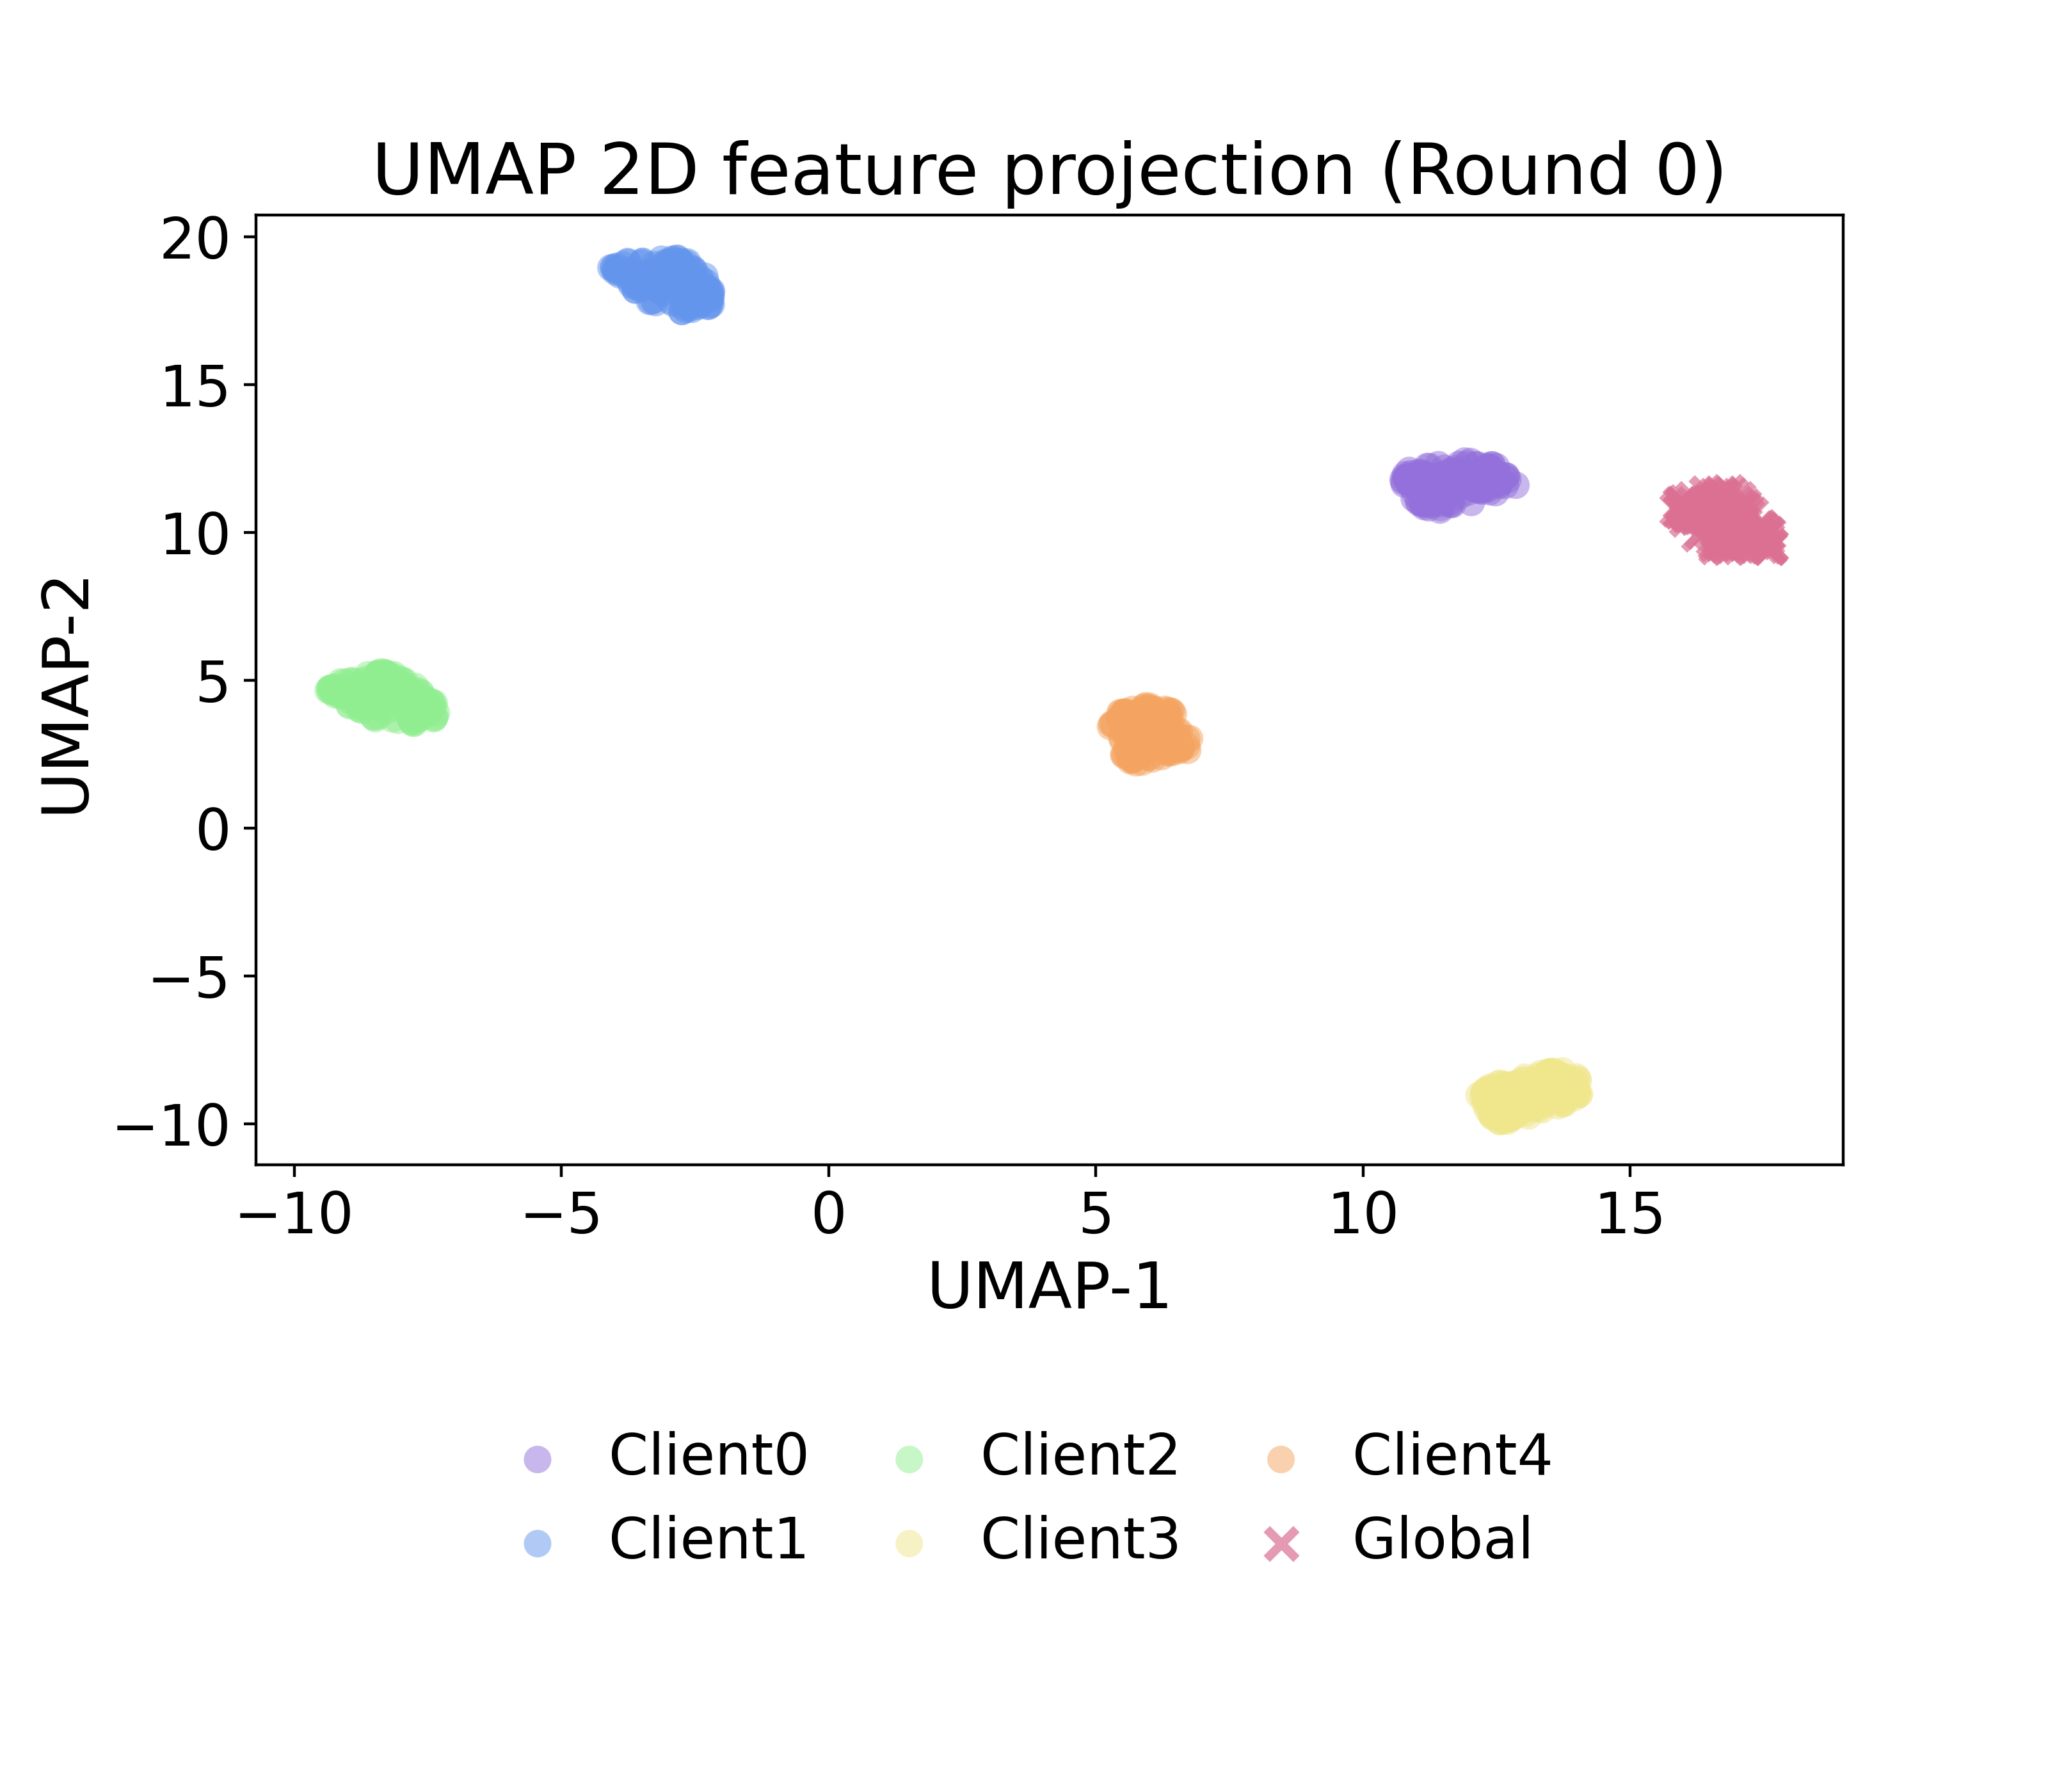 UMAP 2D feature projection (Round 0)
20
15
10
5
0
−5
−10
UMAP-2
−10 −5 0 5 10 15
UMAP-1
Client0 Client2 Client4
Client1 Client3 Global